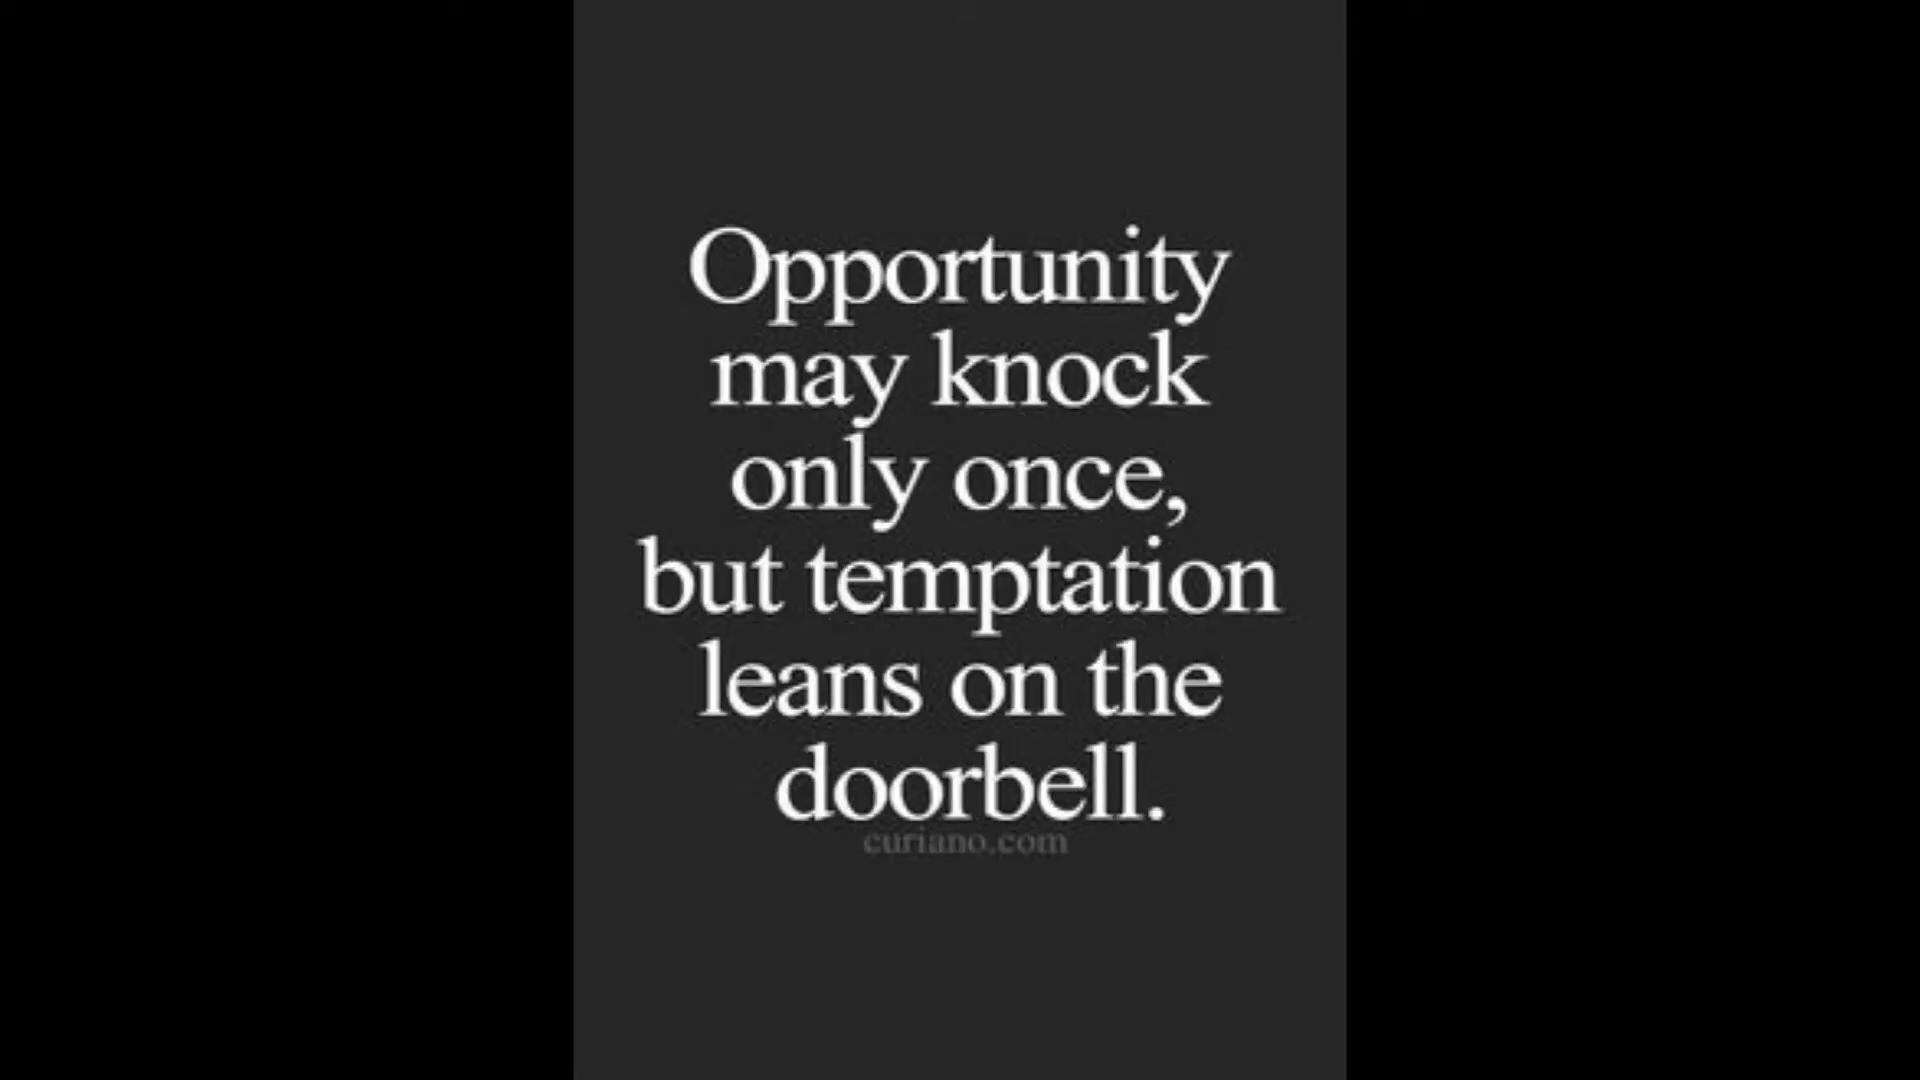 Opportunity
may knock
only once,
but temptation
leans on the
doorbell.
curiano.com